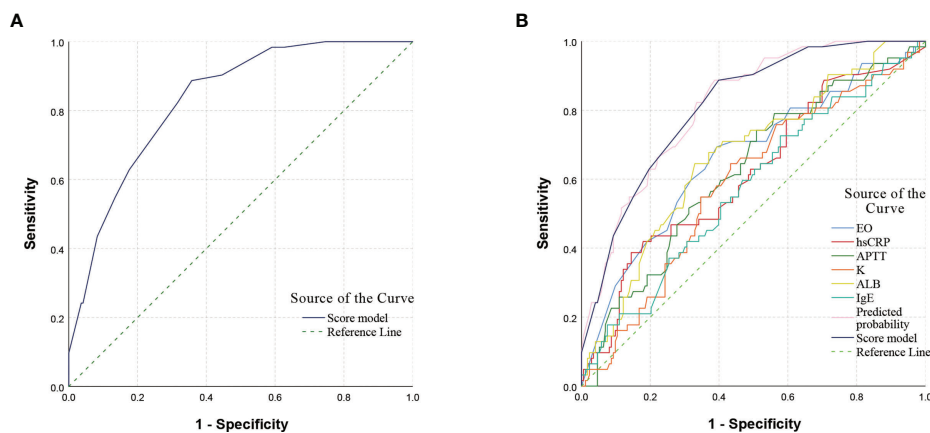 A
1.0
0.8
0.6
0.4
0.2
0.0
Sensitivity
0.0
0.2
0.4
0.6
0.8
1.0
1 - Specificity
Source of the Curve
Score model
Reference Line
B
1.0
0.8
0.6
0.4
0.2
0.0
Sensitivity
0.0
0.2
0.4
0.6
0.8
1.0
1 - Specificity
Source of the
Curve
EO
hsCRP
APTT
K
ALB
IgE
Predicted
probability
Score model
Reference Line